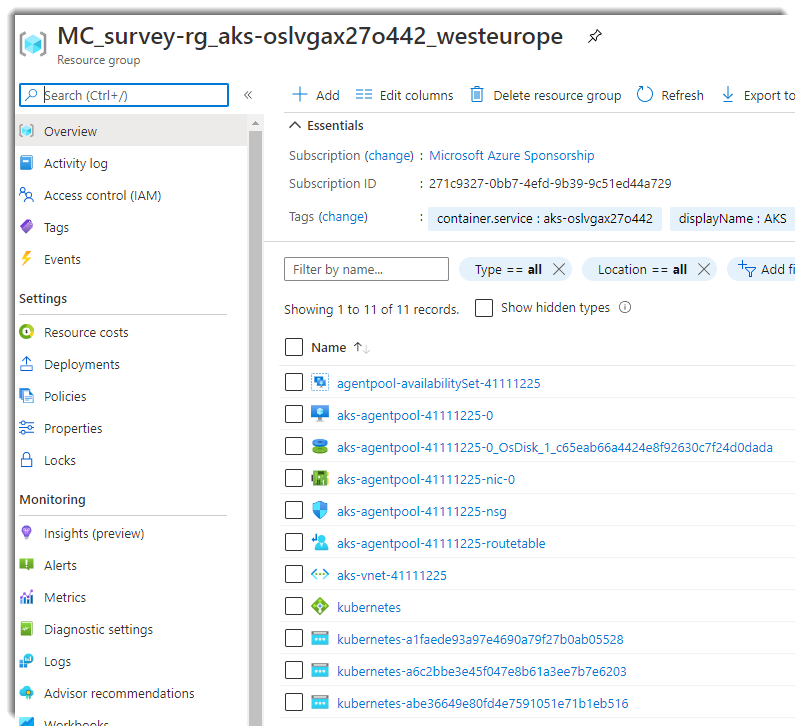 MC_survey-rg_aks-oslvgax27o442_westeurope
Resource group
Search (Ctrl+/)
«
Add
Edit columns
Delete resource group
Refresh
Export to
Overview
Activity log
Access control (IAM)
Tags
Events
Settings
Resource costs
Deployments
Policies
Properties
Locks
Monitoring
Insights (preview)
Alerts
Metrics
Diagnostic settings
Logs
Advisor recommendations
Workbooks
Essentials
Subscription (change) : Microsoft Azure Sponsorship
Subscription ID : 271c9327-0bb7-4efd-9b39-9c51ed44a729
Tags (change) : container.service : aks-oslvgax27o442 displayName : AKS
Filter by name... Type == all Location == all Add fi
Showing 1 to 11 of 11 records. Show hidden types
Name
agentpool-availabilitySet-41111225
aks-agentpool-41111225-0
aks-agentpool-41111225-0_OsDisk_1_c65eab66a4424e8f92630c7f24d0dada
aks-agentpool-41111225-nic-0
aks-agentpool-41111225-nsg
aks-agentpool-41111225-routetable
aks-vnet-41111225
kubernetes
kubernetes-a1faede93a97e4690a79f27b0ab05528
kubernetes-a6c2bbe3e45f047e8b61a3ee7b7e6203
kubernetes-abe36649e80fd4e7591051e71b1eb516